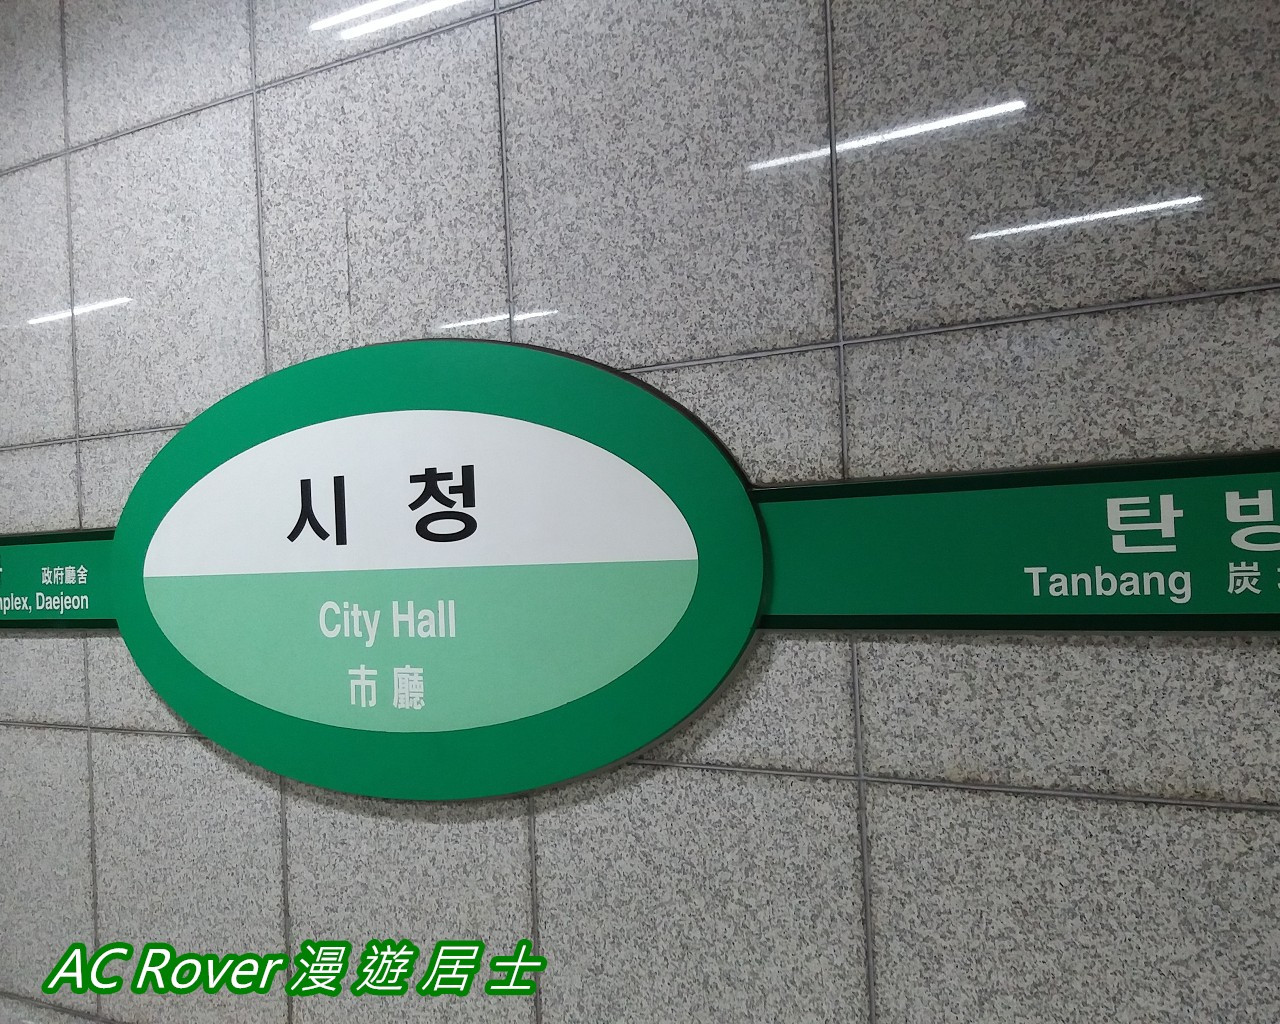 시청
City Hall
市廳
政府廳舍
Daejeon
탄방
Tanbang
炭
AC Rover 漫遊居士